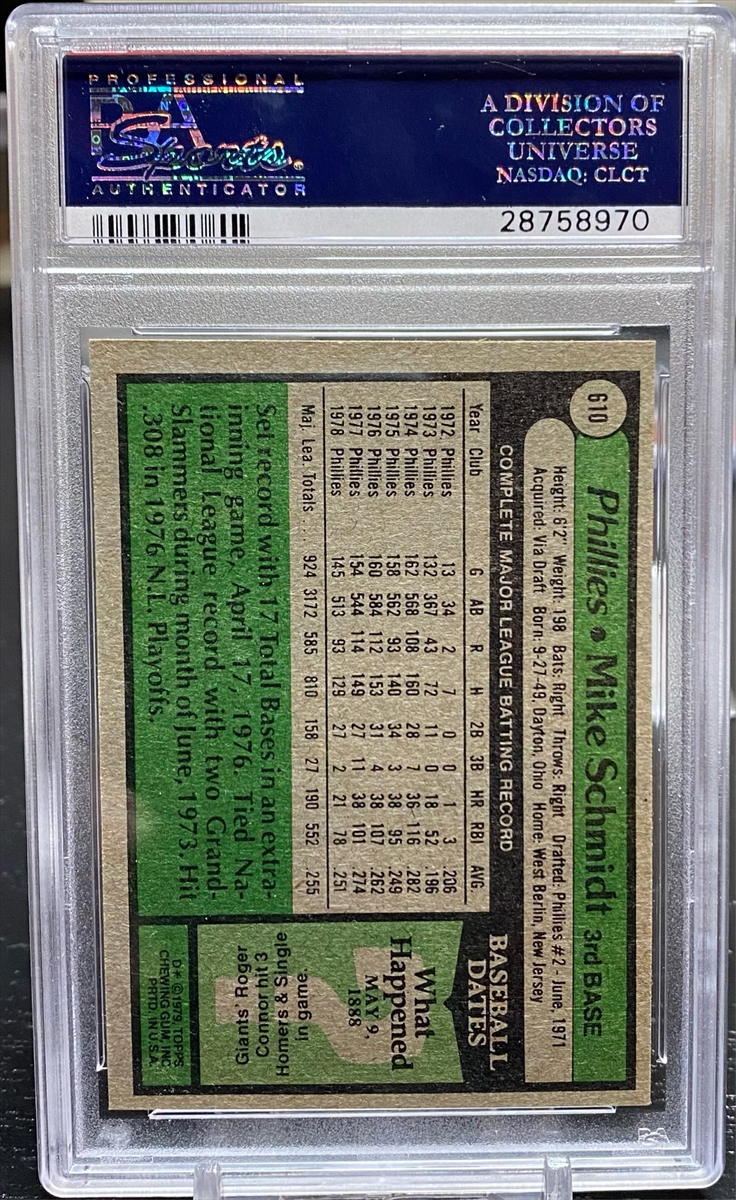 PROFESSIONAL
PSA
Sports
AUTHENTICATOR
A DIVISION OF
COLLECTORS
UNIVERSE
NASDAQ: CLCT
28758970
610
Phillies • Mike Schmidt 3rd BASE
Height: 6'2" Weight: 198 Bats: Right Throws: Right Drafted: Phillies #2 - June, 1971
Acquired: Via Draft Born: 9-27-49, Dayton, Ohio Home: West Berlin, New Jersey
COMPLETE MAJOR LEAGUE BATTING RECORD
Year Club G AB R H 2B 3B HR RBI AVG.
1972 Phillies 13 34 2 7 0 0 1 3 .206
1973 Phillies 132 367 43 72 11 0 18 52 .196
1974 Phillies 162 568 108 160 28 7 36 116 .282
1975 Phillies 158 562 93 140 34 3 38 95 .249
1976 Phillies 160 584 112 153 31 4 38 107 .262
1977 Phillies 154 544 114 149 27 11 38 101 .274
1978 Phillies 145 513 93 129 27 2 21 78 .251
Maj. Lea. Totals . . . 924 3172 585 810 158 27 190 552 .255
Set record with 17 Total Bases in an extra-
inning game, April 17, 1976. Tied Na-
tional League record with two Grand-
Slammers during month of June, 1973. Hit
.308 in 1976 N.L. Playoffs.
BASEBALL
DATES
What
Happened
MAY 9,
1888
Giants' Roger
Connor hit 3
Homers & Single
in game.
D* © 1979 TOPPS
CHEWING GUM, INC.
PRTD. IN U.S.A.